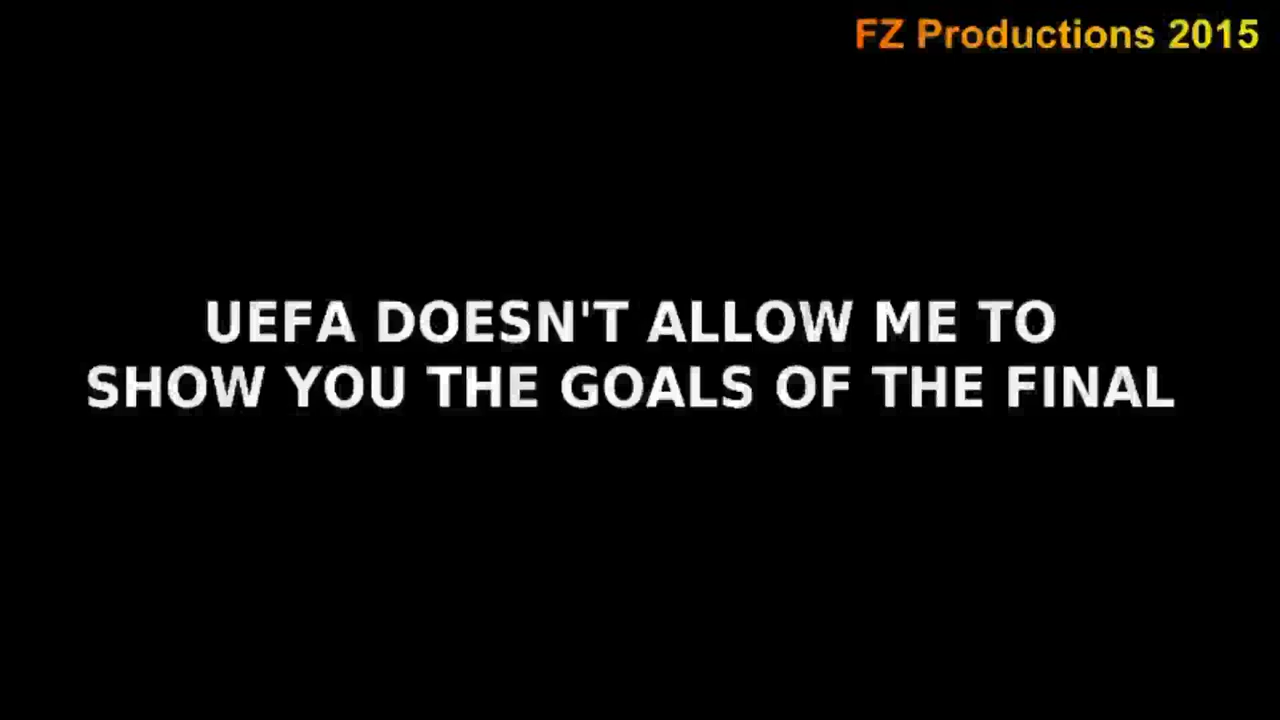 FZ Productions 2015
UEFA DOESN'T ALLOW ME TO
SHOW YOU THE GOALS OF THE FINAL